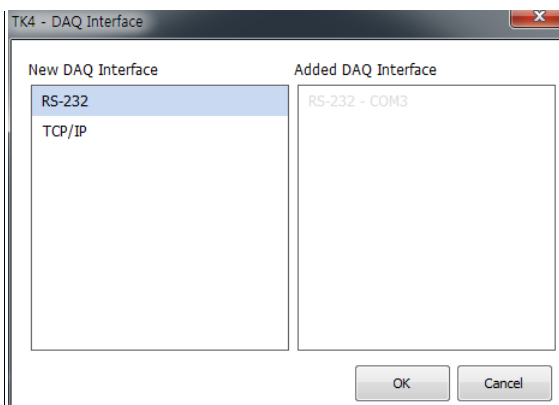 TK4 - DAQ Interface
New DAQ Interface
Added DAQ Interface
RS-232
RS-232 - COM3
TCP/IP
OK
Cancel